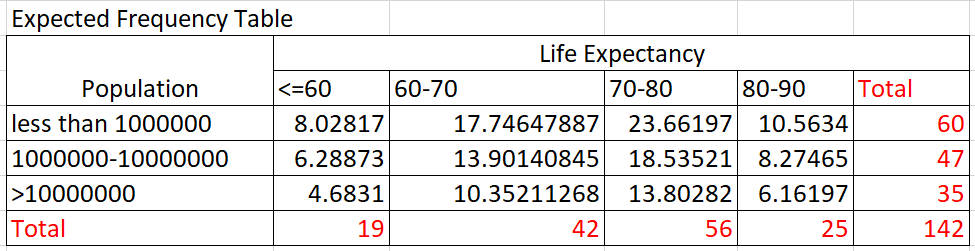 Expected Frequency Table
Life Expectancy
Population <=60 60-70 70-80 80-90 Total
less than 1000000 8.02817 17.74647887 23.66197 10.5634 60
1000000-10000000 6.28873 13.90140845 18.53521 8.27465 47
>10000000 4.6831 10.35211268 13.80282 6.16197 35
Total 19 42 56 25 142